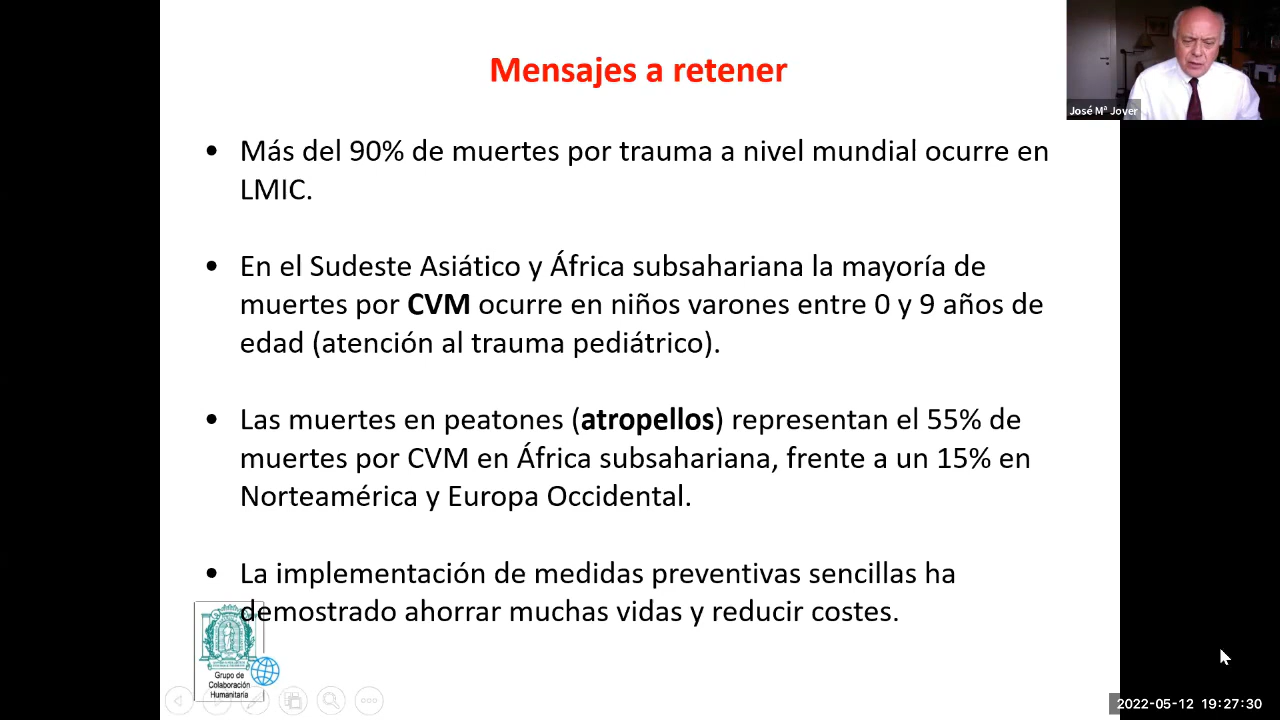 Mensajes a retener
José Mª Jover
• Más del 90% de muertes por trauma a nivel mundial ocurre en
LMIC.
• En el Sudeste Asiático y África subsahariana la mayoría de
muertes por CVM ocurre en niños varones entre 0 y 9 años de
edad (atención al trauma pediátrico).
• Las muertes en peatones (atropellos) representan el 55% de
muertes por CVM en África subsahariana, frente a un 15% en
Norteamérica y Europa Occidental.
• La implementación de medidas preventivas sencillas ha
demostrado ahorrar muchas vidas y reducir costes.
Grupo de
Colaboración
Humanitaria
2022-05-12 19:27:30